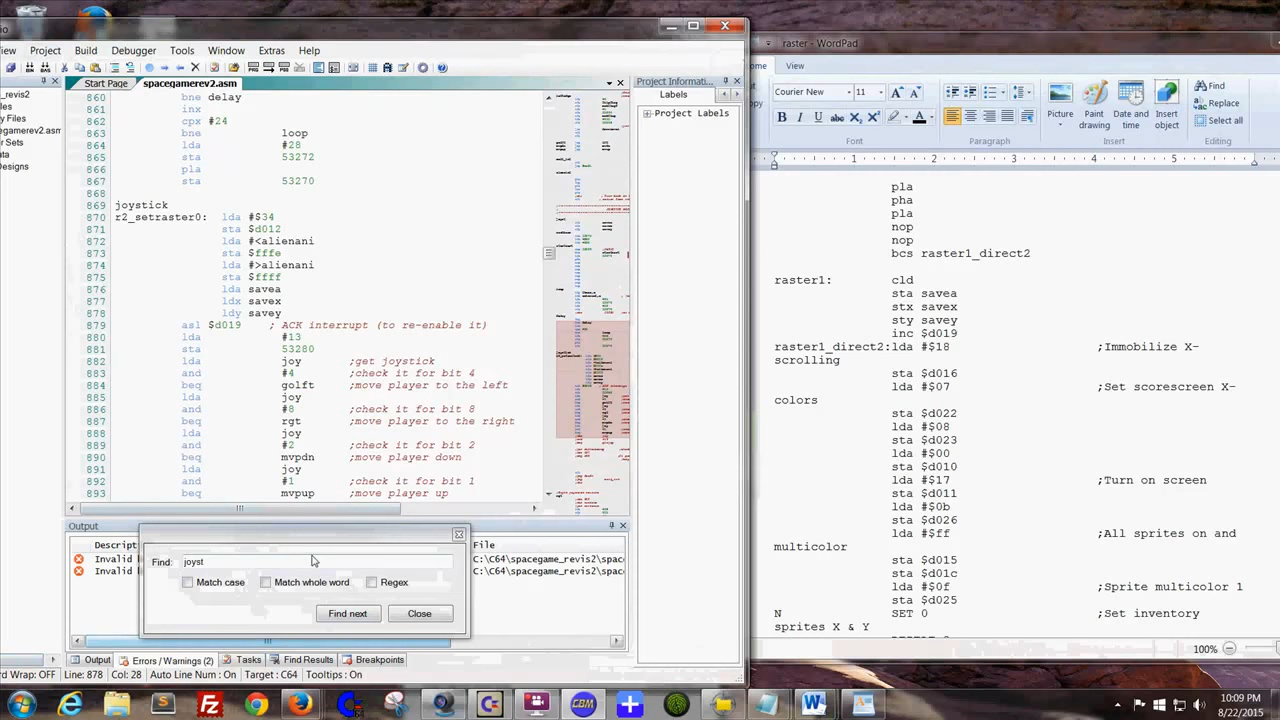 View Project Build Debugger Tools Window Extras Help
Start Page spacegamerev2.asm
860 bne delay
861 inx
862 cpx #24
863 bne loop
864 lda #28
865 sta 53272
866 pla
867 sta 53270
868
869 joystick
870 r2_setraster0: lda #$34
871 sta $d012
872 lda #<alienani
873 sta $fffe
874 lda #>alienani
875 sta $ffff
876 lda savea
877 ldx savex
878 ldy savey
879 asl $d019 ; ACK interrupt (to re-enable it)
880 lda #13
881 sta 53280
882 lda joy ;get joystick
883 and #4 ;check it for bit 4
884 beq golft ;move player to the left
885 lda joy
886 and #8 ;check it for bit 8
887 beq rgt ;move player to the right
888 lda joy
889 and #2 ;check it for bit 2
890 beq mvpdn ;move player down
891 lda joy
892 and #1 ;check it for bit 1
893 beq mvpup ;move player up
Project Informati...
Labels
Project Labels
Output
Descript
File
Invalid
C:\C64\spacegame_revis2\spac
Invalid
C:\C64\spacegame_revis2\spac
Find: joyst
Match case Match whole word Regex
Find next Close
Output Errors / Warnings (2) Tasks Find Results Breakpoints
rd Wrap: OFF Line: 878 Col: 28 Auto Line Num : On Target : C64 Tooltips : On
raster - WordPad
ome View
Courier New 11
Picture Paint drawing Date and time Insert object
Find
Replace
Select all
Font Paragraph Insert Editing
1 2 3 4 5
pla
pha
pla
nop
nop
bcs raster1_direct2
raster1: cld
sta savea
stx savex
sty savey
inc $d019
raster1_direct2:lda #$18 ;Immobilize X-
scrolling
sta $d016
lda #$07 ;Set scorescreen X-
colors
sta $d022
lda #$08
sta $d023
lda #$00
sta $d010
lda #$17 ;Turn on screen
sta $d011
lda #$0b
sta $d026
lda #$ff ;All sprites on and
multicolor
sta $d015
sta $d01c
lda #$0f ;Sprite multicolor 1
sta $d025
N SET 0 ;Set inventory
sprites X & Y
100%
10:09 PM
8/22/2015